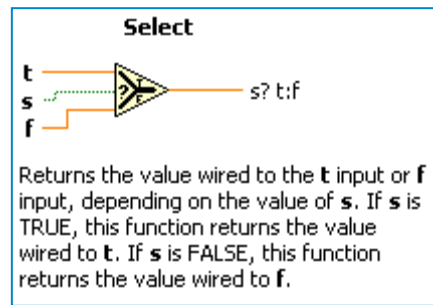 Select
t
s
f
?
T
F
s? t:f
Returns the value wired to the t input or f
input, depending on the value of s. If s is
TRUE, this function returns the value
wired to t. If s is FALSE, this function
returns the value wired to f.